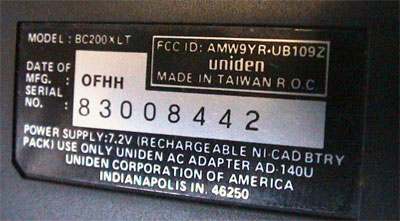 MODEL: BC200XLT
FCC ID: AMW9YR-UB109Z
uniden
MADE IN TAIWAN R.O.C.
DATE OF
MFG. : OFHH
SERIAL
NO. : 83008442
POWER SUPPLY:7.2V (RECHARGEABLE NI-CAD BTRY
PACK) USE ONLY UNIDEN AC ADAPTER AD-140U
UNIDEN CORPORATION OF AMERICA
INDIANAPOLIS IN. 46250